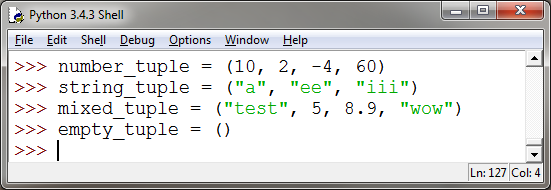 Python 3.4.3 Shell
File Edit Shell Debug Options Window Help
>>> number_tuple = (10, 2, -4, 60)
>>> string_tuple = ("a", "ee", "iii")
>>> mixed_tuple = ("test", 5, 8.9, "wow")
>>> empty_tuple = ()
>>>
Ln: 127 Col: 4